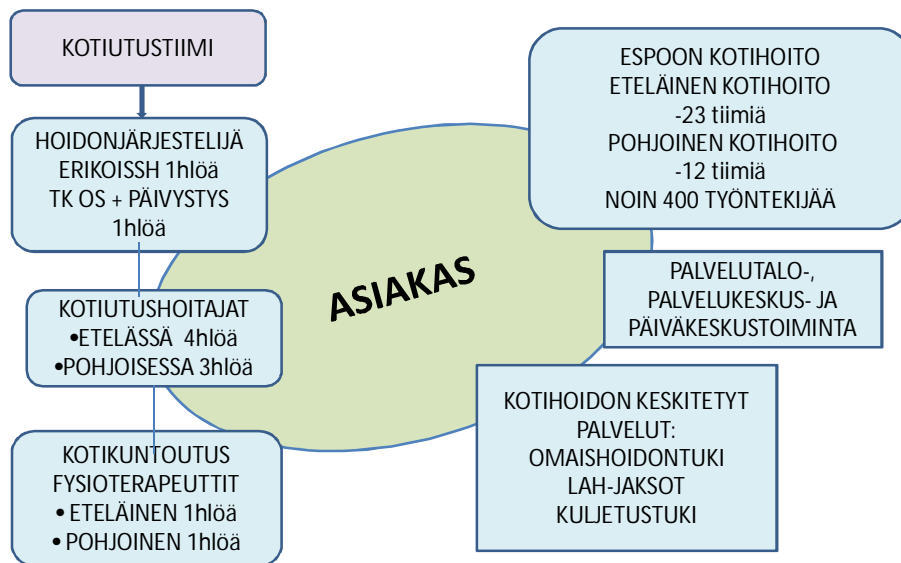 KOTIUTUSTIIMI
HOIDONJÄRJESTELIJÄ
ERIKOISSH 1hlöä
TK OS + PÄIVYSTYS
1hlöä
KOTIUTUSHOITAJAT
•ETELÄSSÄ 4hlöä
•POHJOISESSA 3hlöä
KOTIKUNTOUTUS
FYSIOTERAPEUTTIT
• ETELÄINEN 1hlöä
• POHJOINEN 1hlöä
ASIAKAS
ESPOON KOTIHOITO
ETELÄINEN KOTIHOITO
-23 tiimiä
POHJOINEN KOTIHOITO
-12 tiimiä
NOIN 400 TYÖNTEKIJÄÄ
PALVELUTALO-,
PALVELUKESKUS- JA
PÄIVÄKESKUSTOIMINTA
KOTIHOIDON KESKITETYT
PALVELUT:
OMAISHOIDONTUKI
LAH-JAKSOT
KULJETUSTUKI